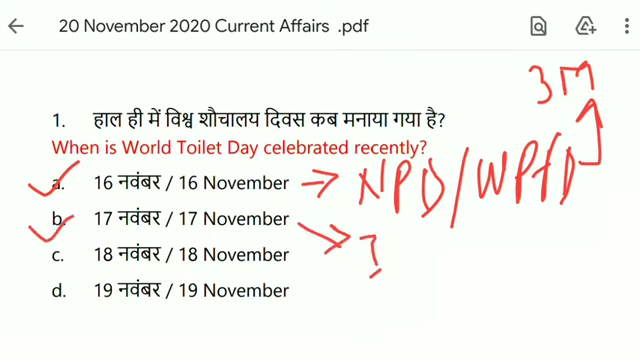 20 November 2020 Current Affairs .pdf
3 M
1. हाल ही में विश्व शौचालय दिवस कब मनाया गया है?
When is World Toilet Day celebrated recently?
a. 16 नवंबर / 16 November → NPD/WPFD
b. 17 नवंबर / 17 November → ?
c. 18 नवंबर / 18 November
d. 19 नवंबर / 19 November